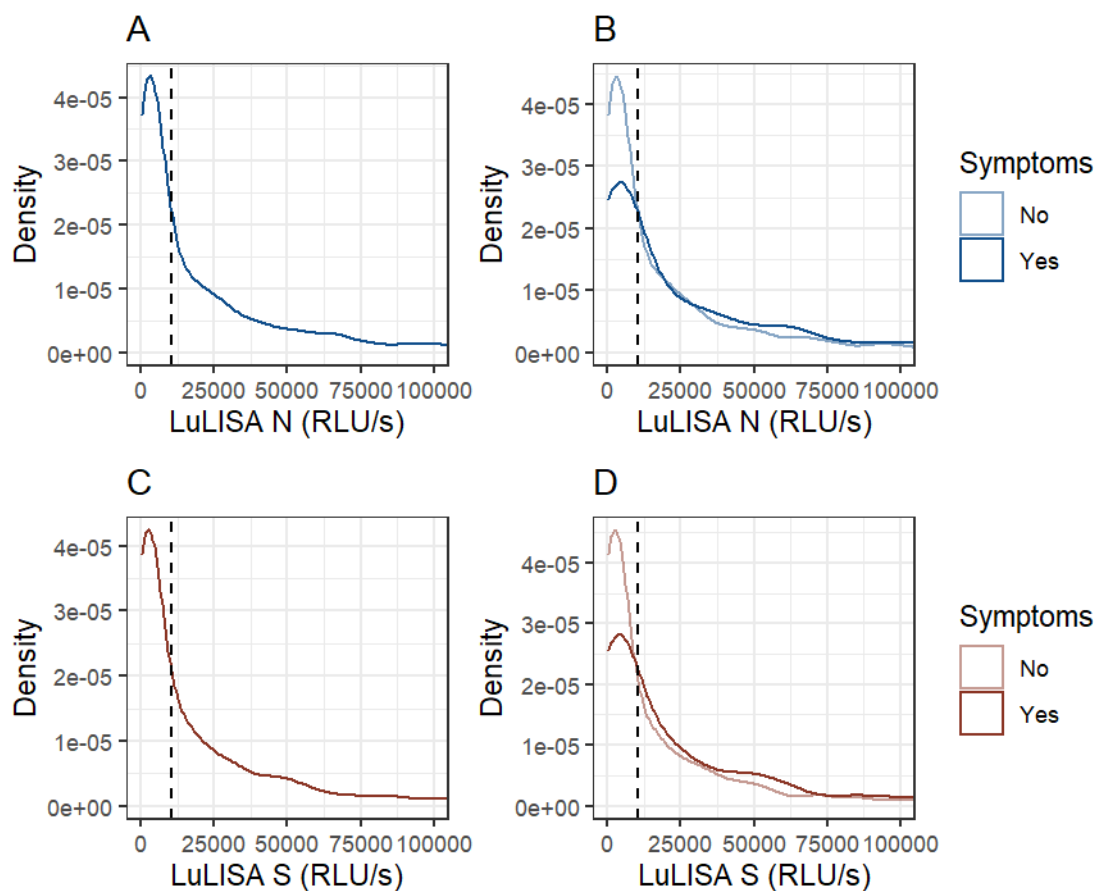 A
B
4e-05
3e-05
2e-05
1e-05
0e+00
Density
0 25000 50000 75000 100000
LuLISA N (RLU/s)
4e-05
3e-05
2e-05
1e-05
0e+00
Density
0 25000 50000 75000 100000
LuLISA N (RLU/s)
Symptoms
No
Yes
C
D
4e-05
3e-05
2e-05
1e-05
0e+00
Density
0 25000 50000 75000 100000
LuLISA S (RLU/s)
4e-05
3e-05
2e-05
1e-05
0e+00
Density
0 25000 50000 75000 100000
LuLISA S (RLU/s)
Symptoms
No
Yes